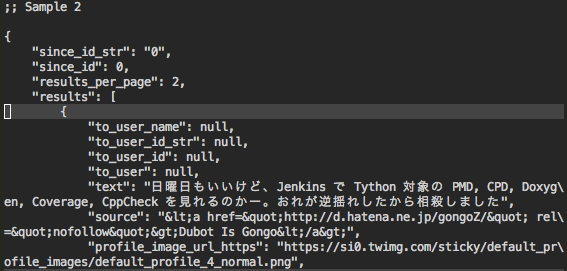 ;; Sample 2
{
"since_id_str": "0",
"since_id": 0,
"results_per_page": 2,
"results": [
{
"to_user_name": null,
"to_user_id_str": null,
"to_user_id": null,
"to_user": null,
"text": "日曜日もいいけど、Jenkins で Tython 対象の PMD, CPD, Doxyg\
en, Coverage, CppCheck を見れるのかー。おれが逆揺れしたから相殺しました",
"source": "&lt;a href=&quot;http://d.hatena.ne.jp/gongoZ/&quot; rel\
=&quot;nofollow&quot;&gt;Dubot Is Gongo&lt;/a&gt;",
"profile_image_url_https": "https://si0.twimg.com/sticky/default_pr\
ofile_images/default_profile_4_normal.png",